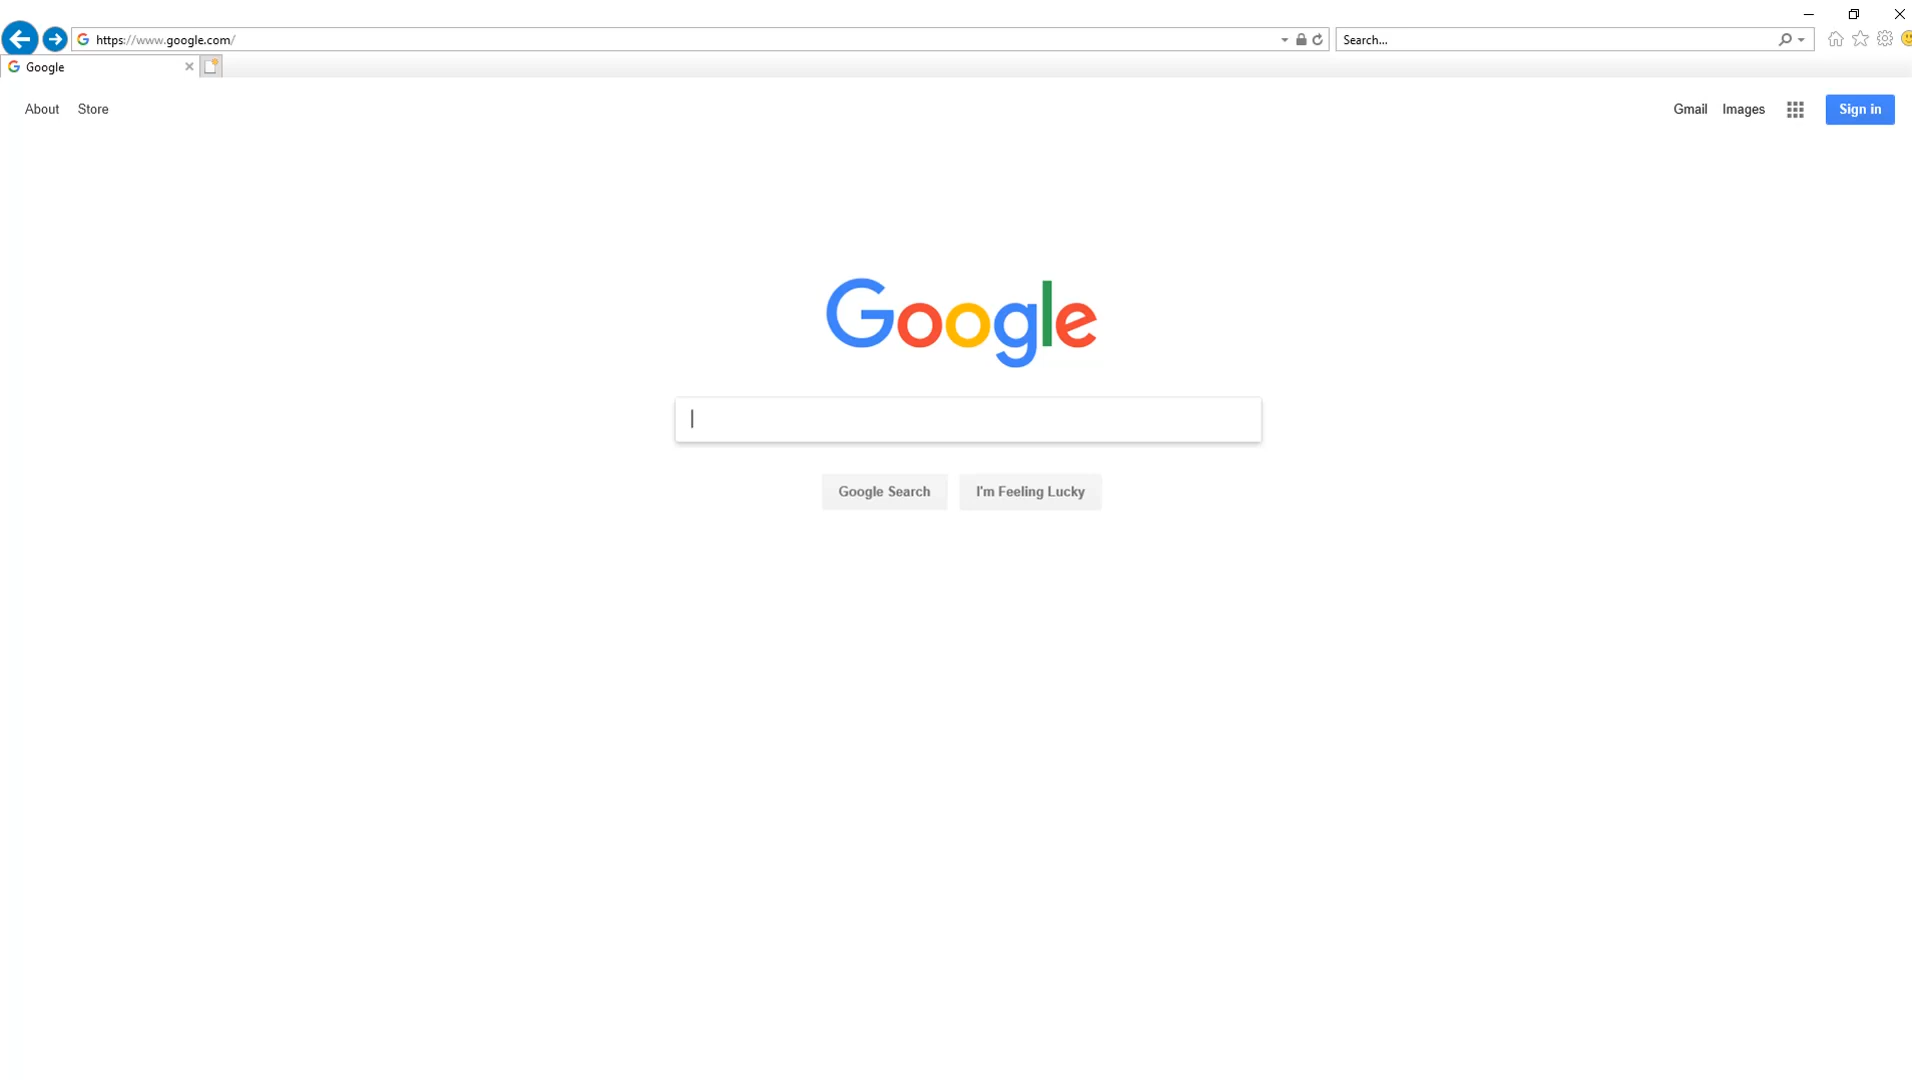 https://www.google.com/
Search...
Google
About Store
Gmail Images Sign in
Google
Google Search I'm Feeling Lucky